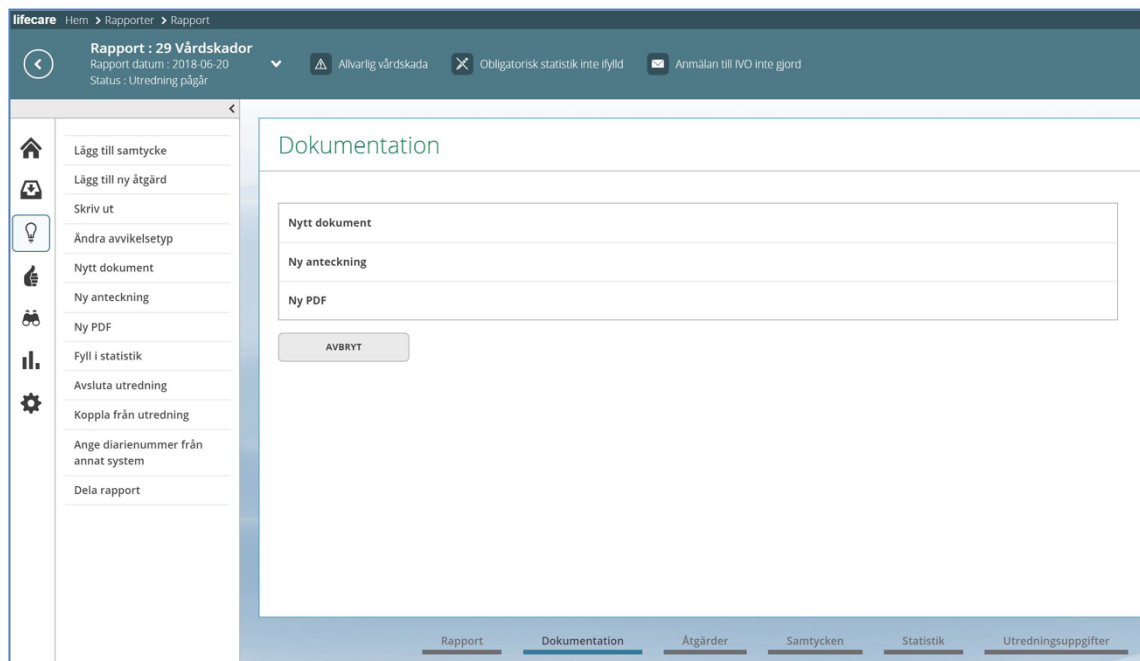 lifecare Hem > Rapporter > Rapport
Rapport : 29 Vårdskador
Rapport datum : 2018-06-20
Status : Utredning pågår
Allvarlig vårdskada
Obligatorisk statistik inte ifylld
Anmälan till IVO inte gjord
Lägg till samtycke
Lägg till ny åtgärd
Skriv ut
Ändra avvikelsetyp
Nytt dokument
Ny anteckning
Ny PDF
Fyll i statistik
Avsluta utredning
Koppla från utredning
Ange diarienummer från
annat system
Dela rapport
Dokumentation
Nytt dokument
Ny anteckning
Ny PDF
AVBRYT
Rapport
Dokumentation
Åtgärder
Samtycken
Statistik
Utredningsuppgifter